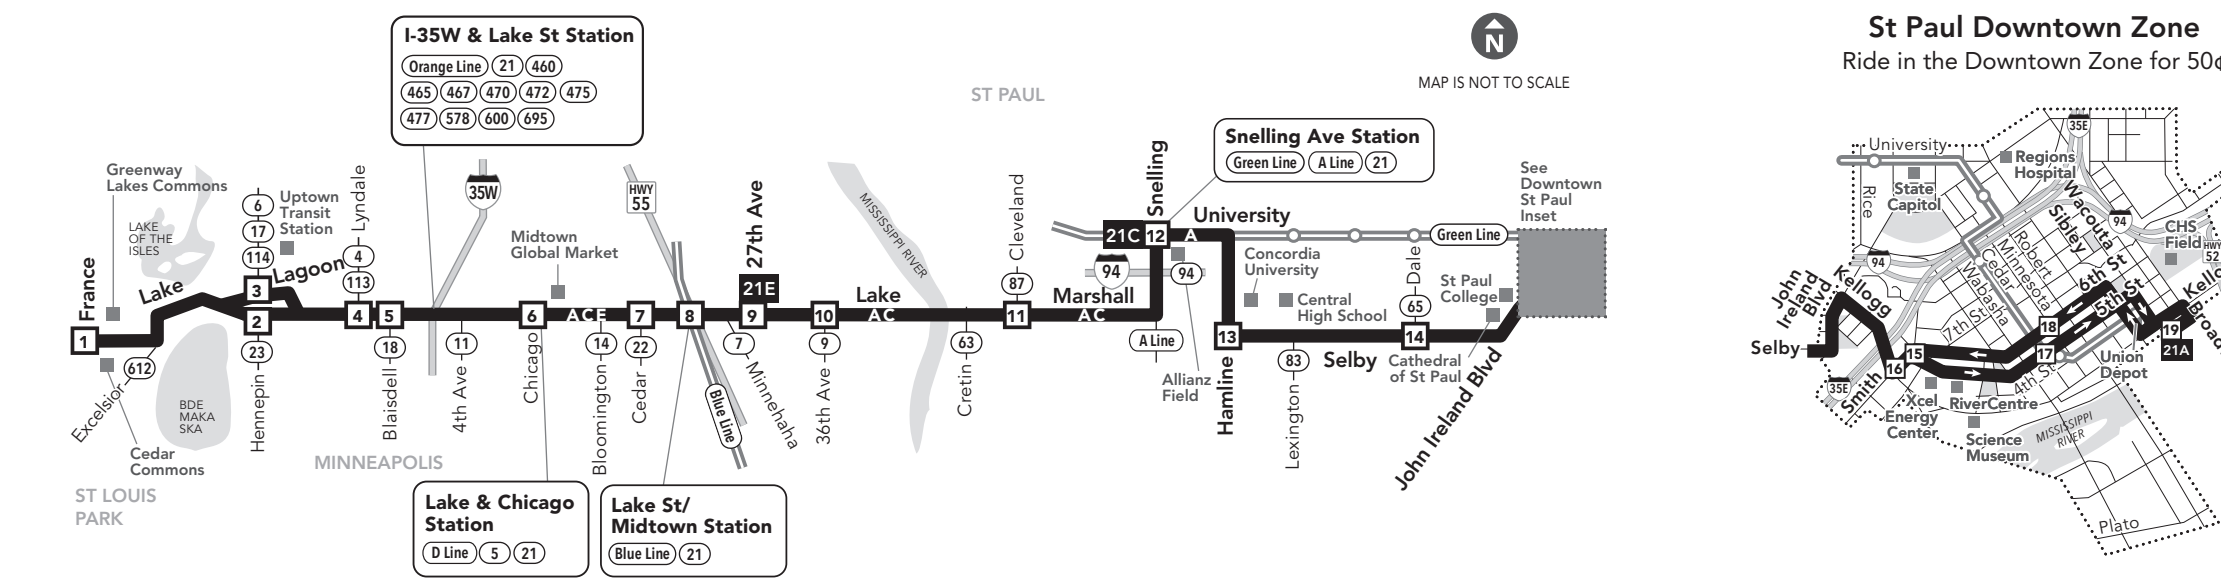 I-35W & Lake St Station
Orange Line 21 460
465 467 470 472 475
477 578 600 695
N
MAP IS NOT TO SCALE
ST PAUL
St Paul Downtown Zone
Ride in the Downtown Zone for 50¢
Greenway
Lakes Commons
LAKE
OF THE
ISLES
6
17
114
Uptown
Transit
Station
Lyndale
4
113
35W
HWY
55
Midtown
Global Market
27th Ave
21E
MISSISSIPPI RIVER
Cleveland
87
Snelling
Snelling Ave Station
Green Line A Line 21
See
Downtown
St Paul
Inset
France
Lake
Lagoon
1
3
2
4
5
6
ACE
7
8
9
10
Lake
AC
11
Marshall
AC
21C
12
A
University
Green Line
94
94
Concordia
University
Central
High School
Dale
65
St Paul
College
13
14
Selby
Cathedral
of St Paul
John Ireland Blvd
612
Excelsior
Cedar
Commons
BDE
MAKA
SKA
23
Hennepin
18
Blaisdell
11
4th Ave
Chicago
14
Bloomington
22
Cedar
Blue Line
7
Minnehaha
9
36th Ave
63
Cretin
A Line
Allianz
Field
Hamline
83
Lexington
MINNEAPOLIS
ST LOUIS
PARK
Lake & Chicago
Station
D Line 5 21
Lake St/
Midtown Station
Blue Line 21
University
35E
Regions
Hospital
State
Capitol
Rice
Wacouta
Sibley
94
CHS
Field
HWY
52
94
Robert
Minnesota
Cedar
Wabasha
John
Ireland
Blvd
Kellogg
6th St
5th St
7th St
4th St
Selby
15
16
17
18
19
21A
Union
Depot
35E
Smith
Xcel
Energy
Center
RiverCentre
Science
Museum
MISSISSIPPI
RIVER
Plato